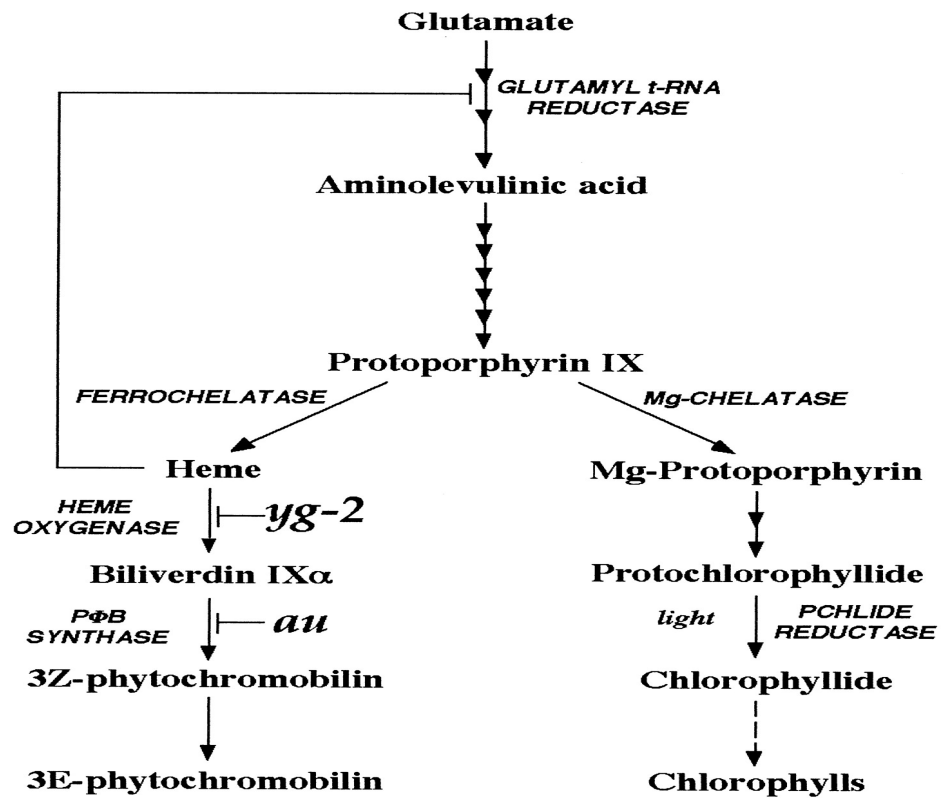 Glutamate
GLUTAMYL t-RNA
REDUCTASE
Aminolevulinic acid
Protoporphyrin IX
FERROCHELATASE
Mg-CHELATASE
Heme
Mg-Protoporphyrin
HEME
OXYGENASE
yg-2
Biliverdin IXα
Protochlorophyllide
PΦB
SYNTHASE
au
light
PCHLIDE
REDUCTASE
3Z-phytochromobilin
Chlorophyllide
3E-phytochromobilin
Chlorophylls